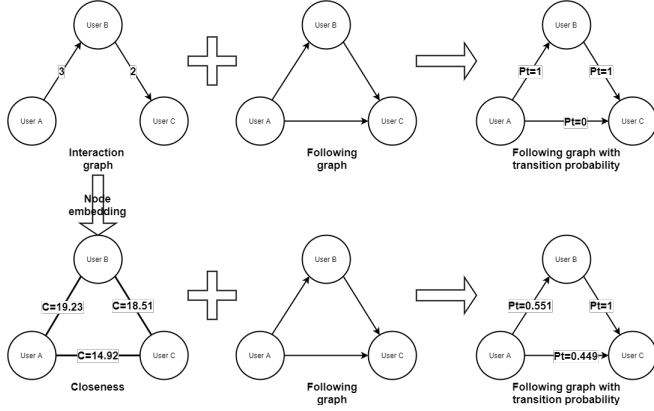 User B
User B
User B
3
2
Pt=1
Pt=1
User A
User C
User A
User C
User A
Pt=0
User C
Interaction
graph
Following
graph
Following graph with
transition probability
Node
embedding
User B
User B
User B
C=19.23
C=18.51
Pt=0.551
Pt=1
User A
C=14.92
User C
User A
User C
User A
Pt=0.449
User C
Closeness
Following
graph
Following graph with
transition probability